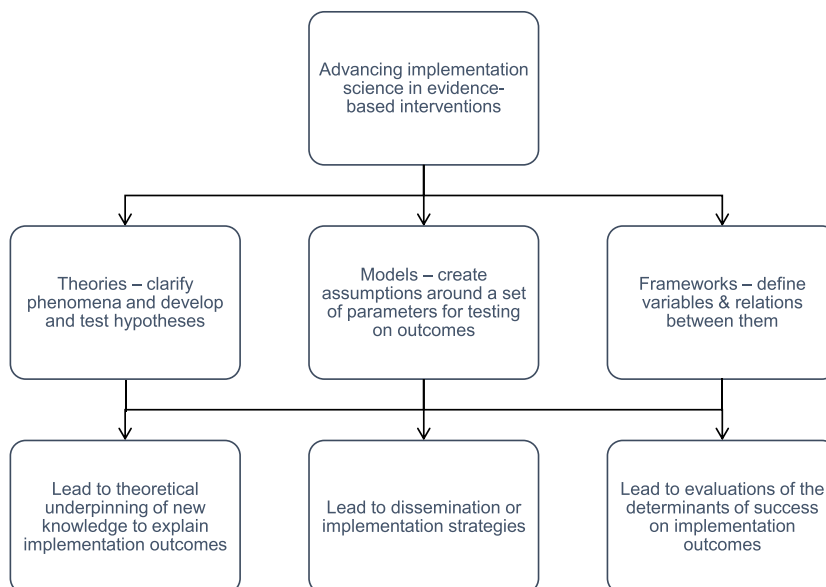 Advancing implementation
science in evidence-
based interventions
Theories – clarify
phenomena and develop
and test hypotheses
Models – create
assumptions around a set
of parameters for testing
on outcomes
Frameworks – define
variables & relations
between them
Lead to theoretical
underpinning of new
knowledge to explain
implementation outcomes
Lead to dissemination or
implementation strategies
Lead to evaluations of the
determinants of success
on implementation
outcomes